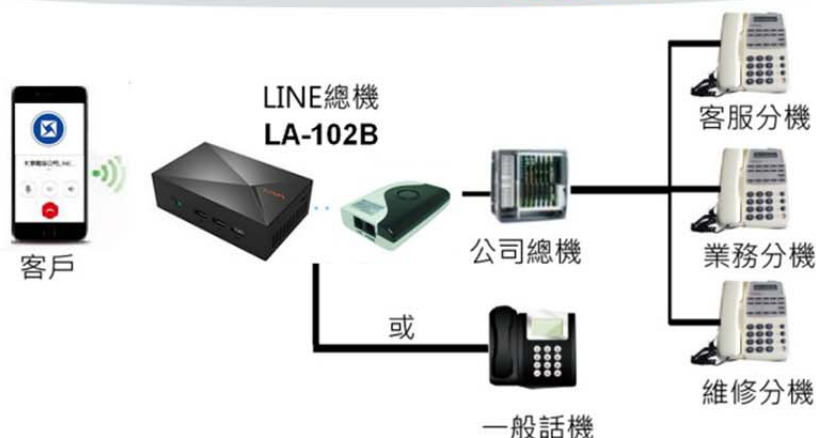 LINE總機
LA-102B
客戶
公司總機
客服分機
業務分機
維修分機
或
一般話機